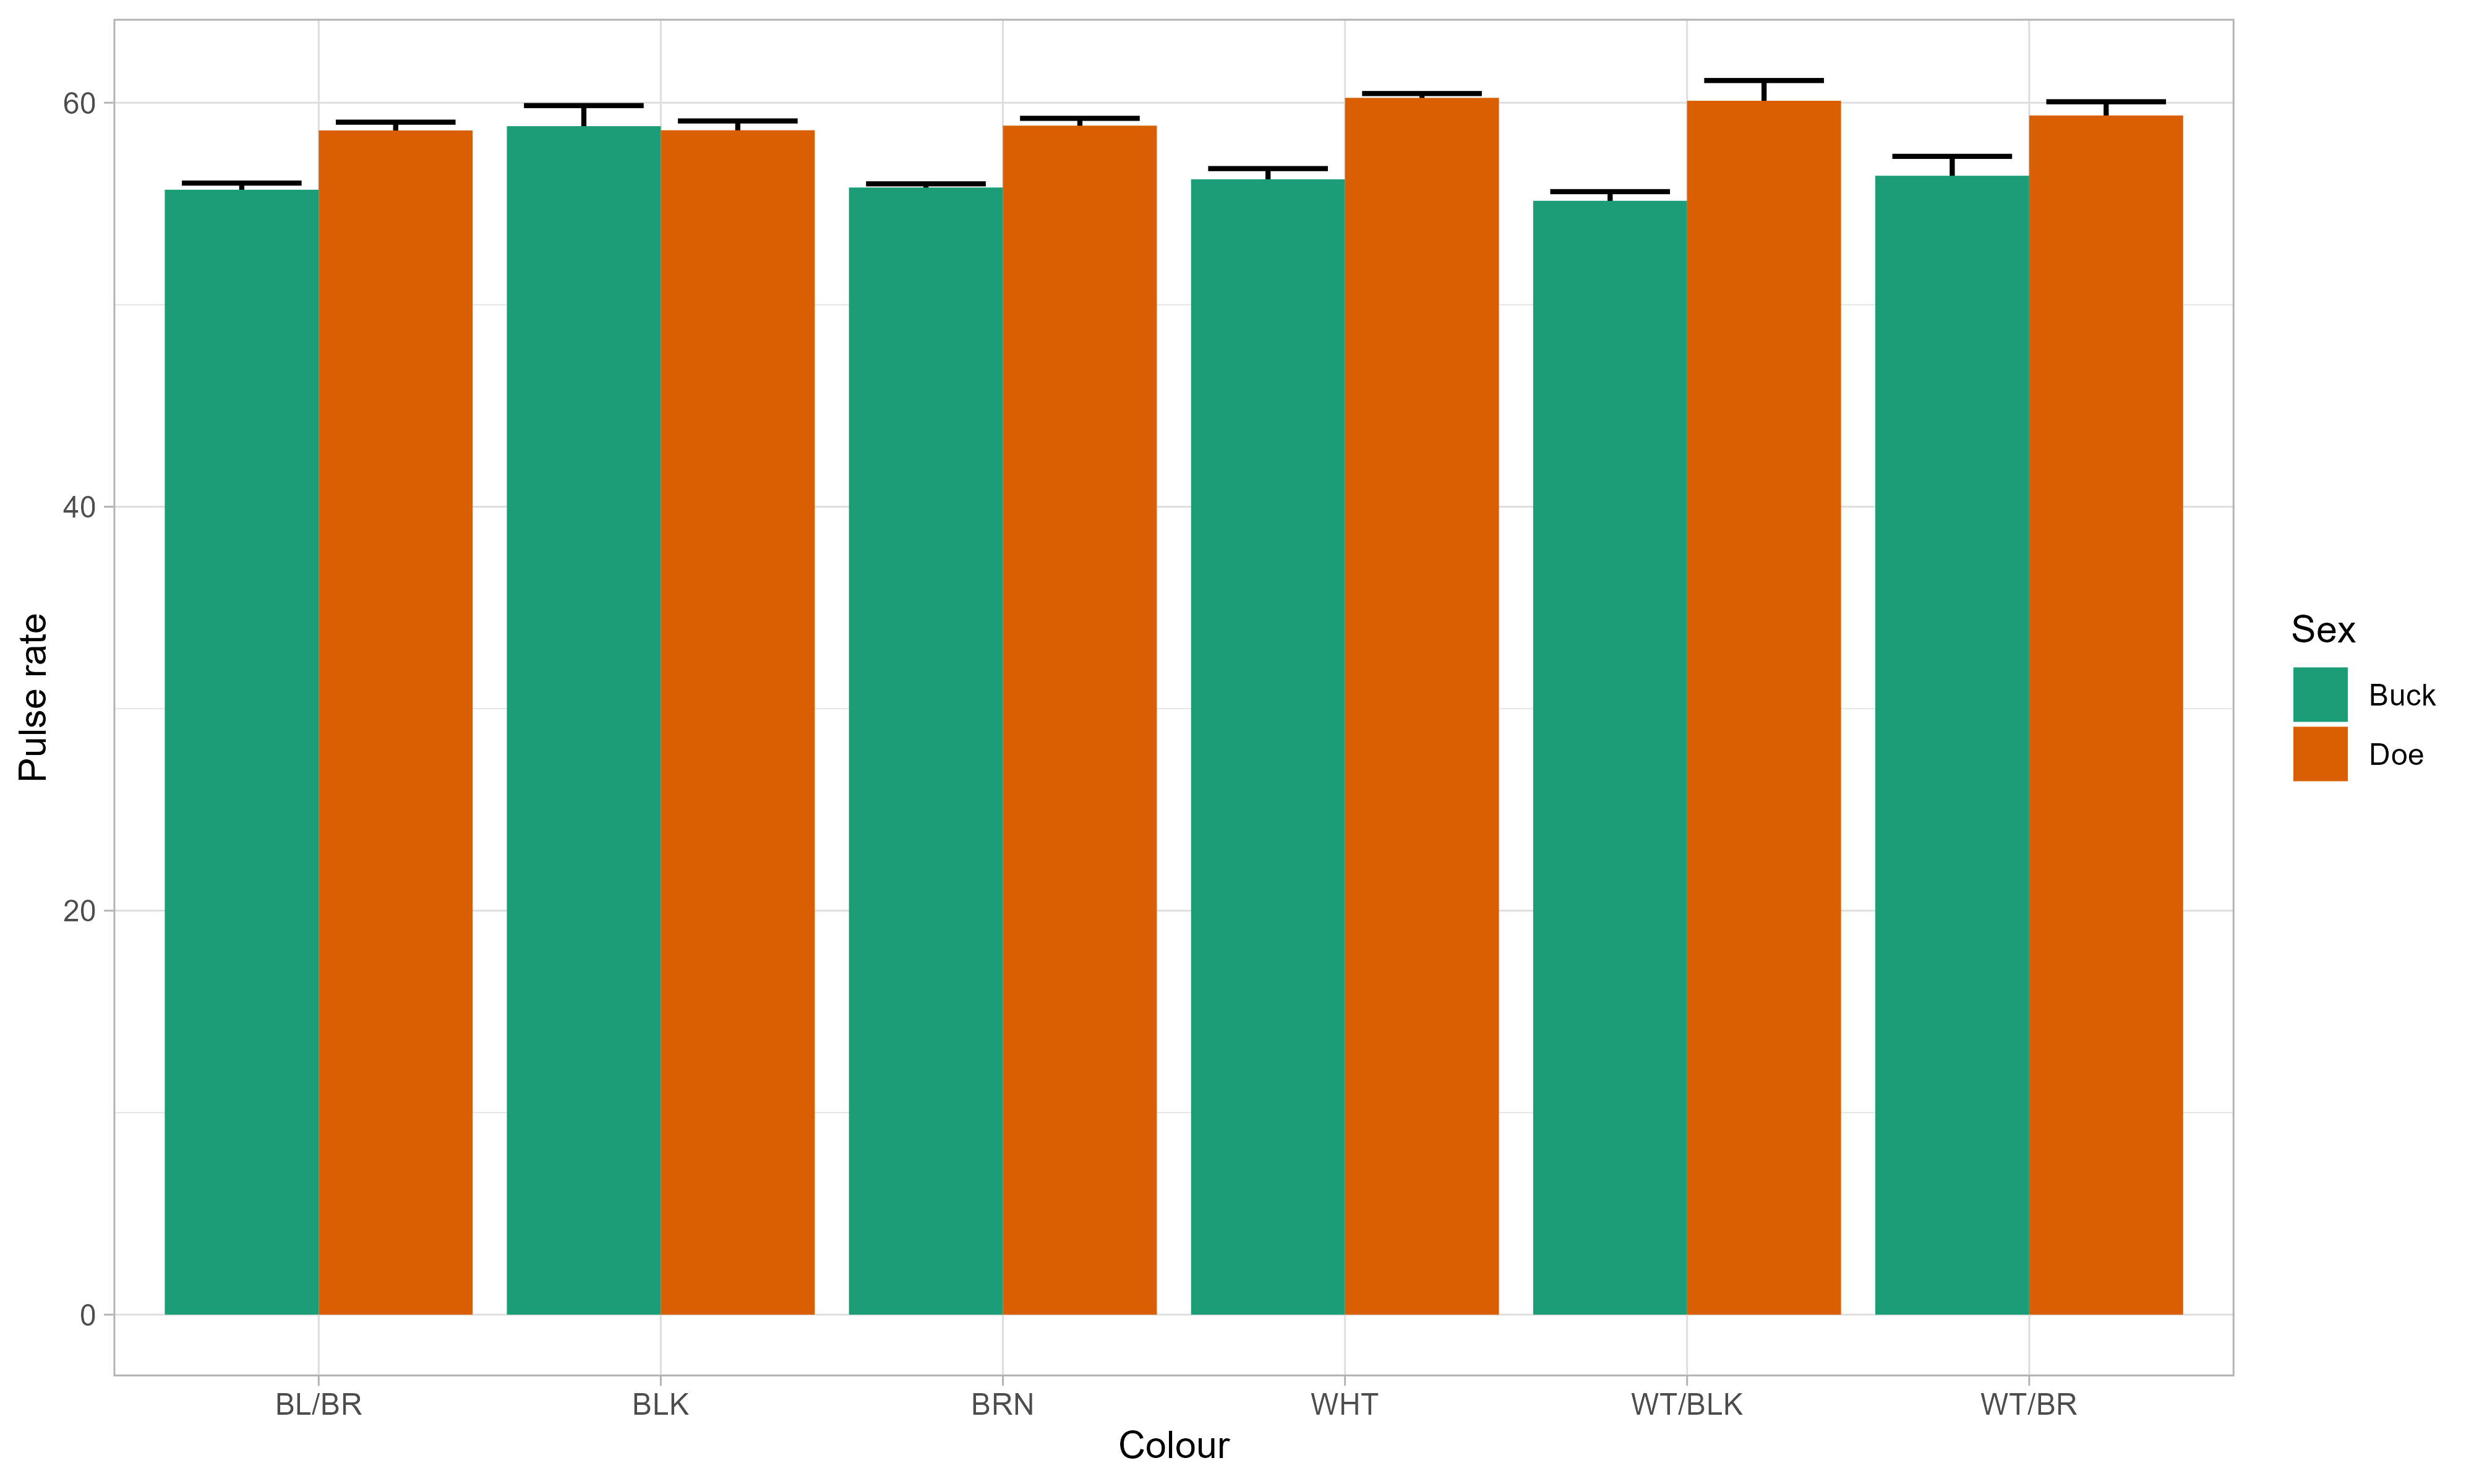 60
40
20
0
Pulse rate
BL/BR
BLK
BRN
WHT
WT/BLK
WT/BR
Colour
Sex
Buck
Doe